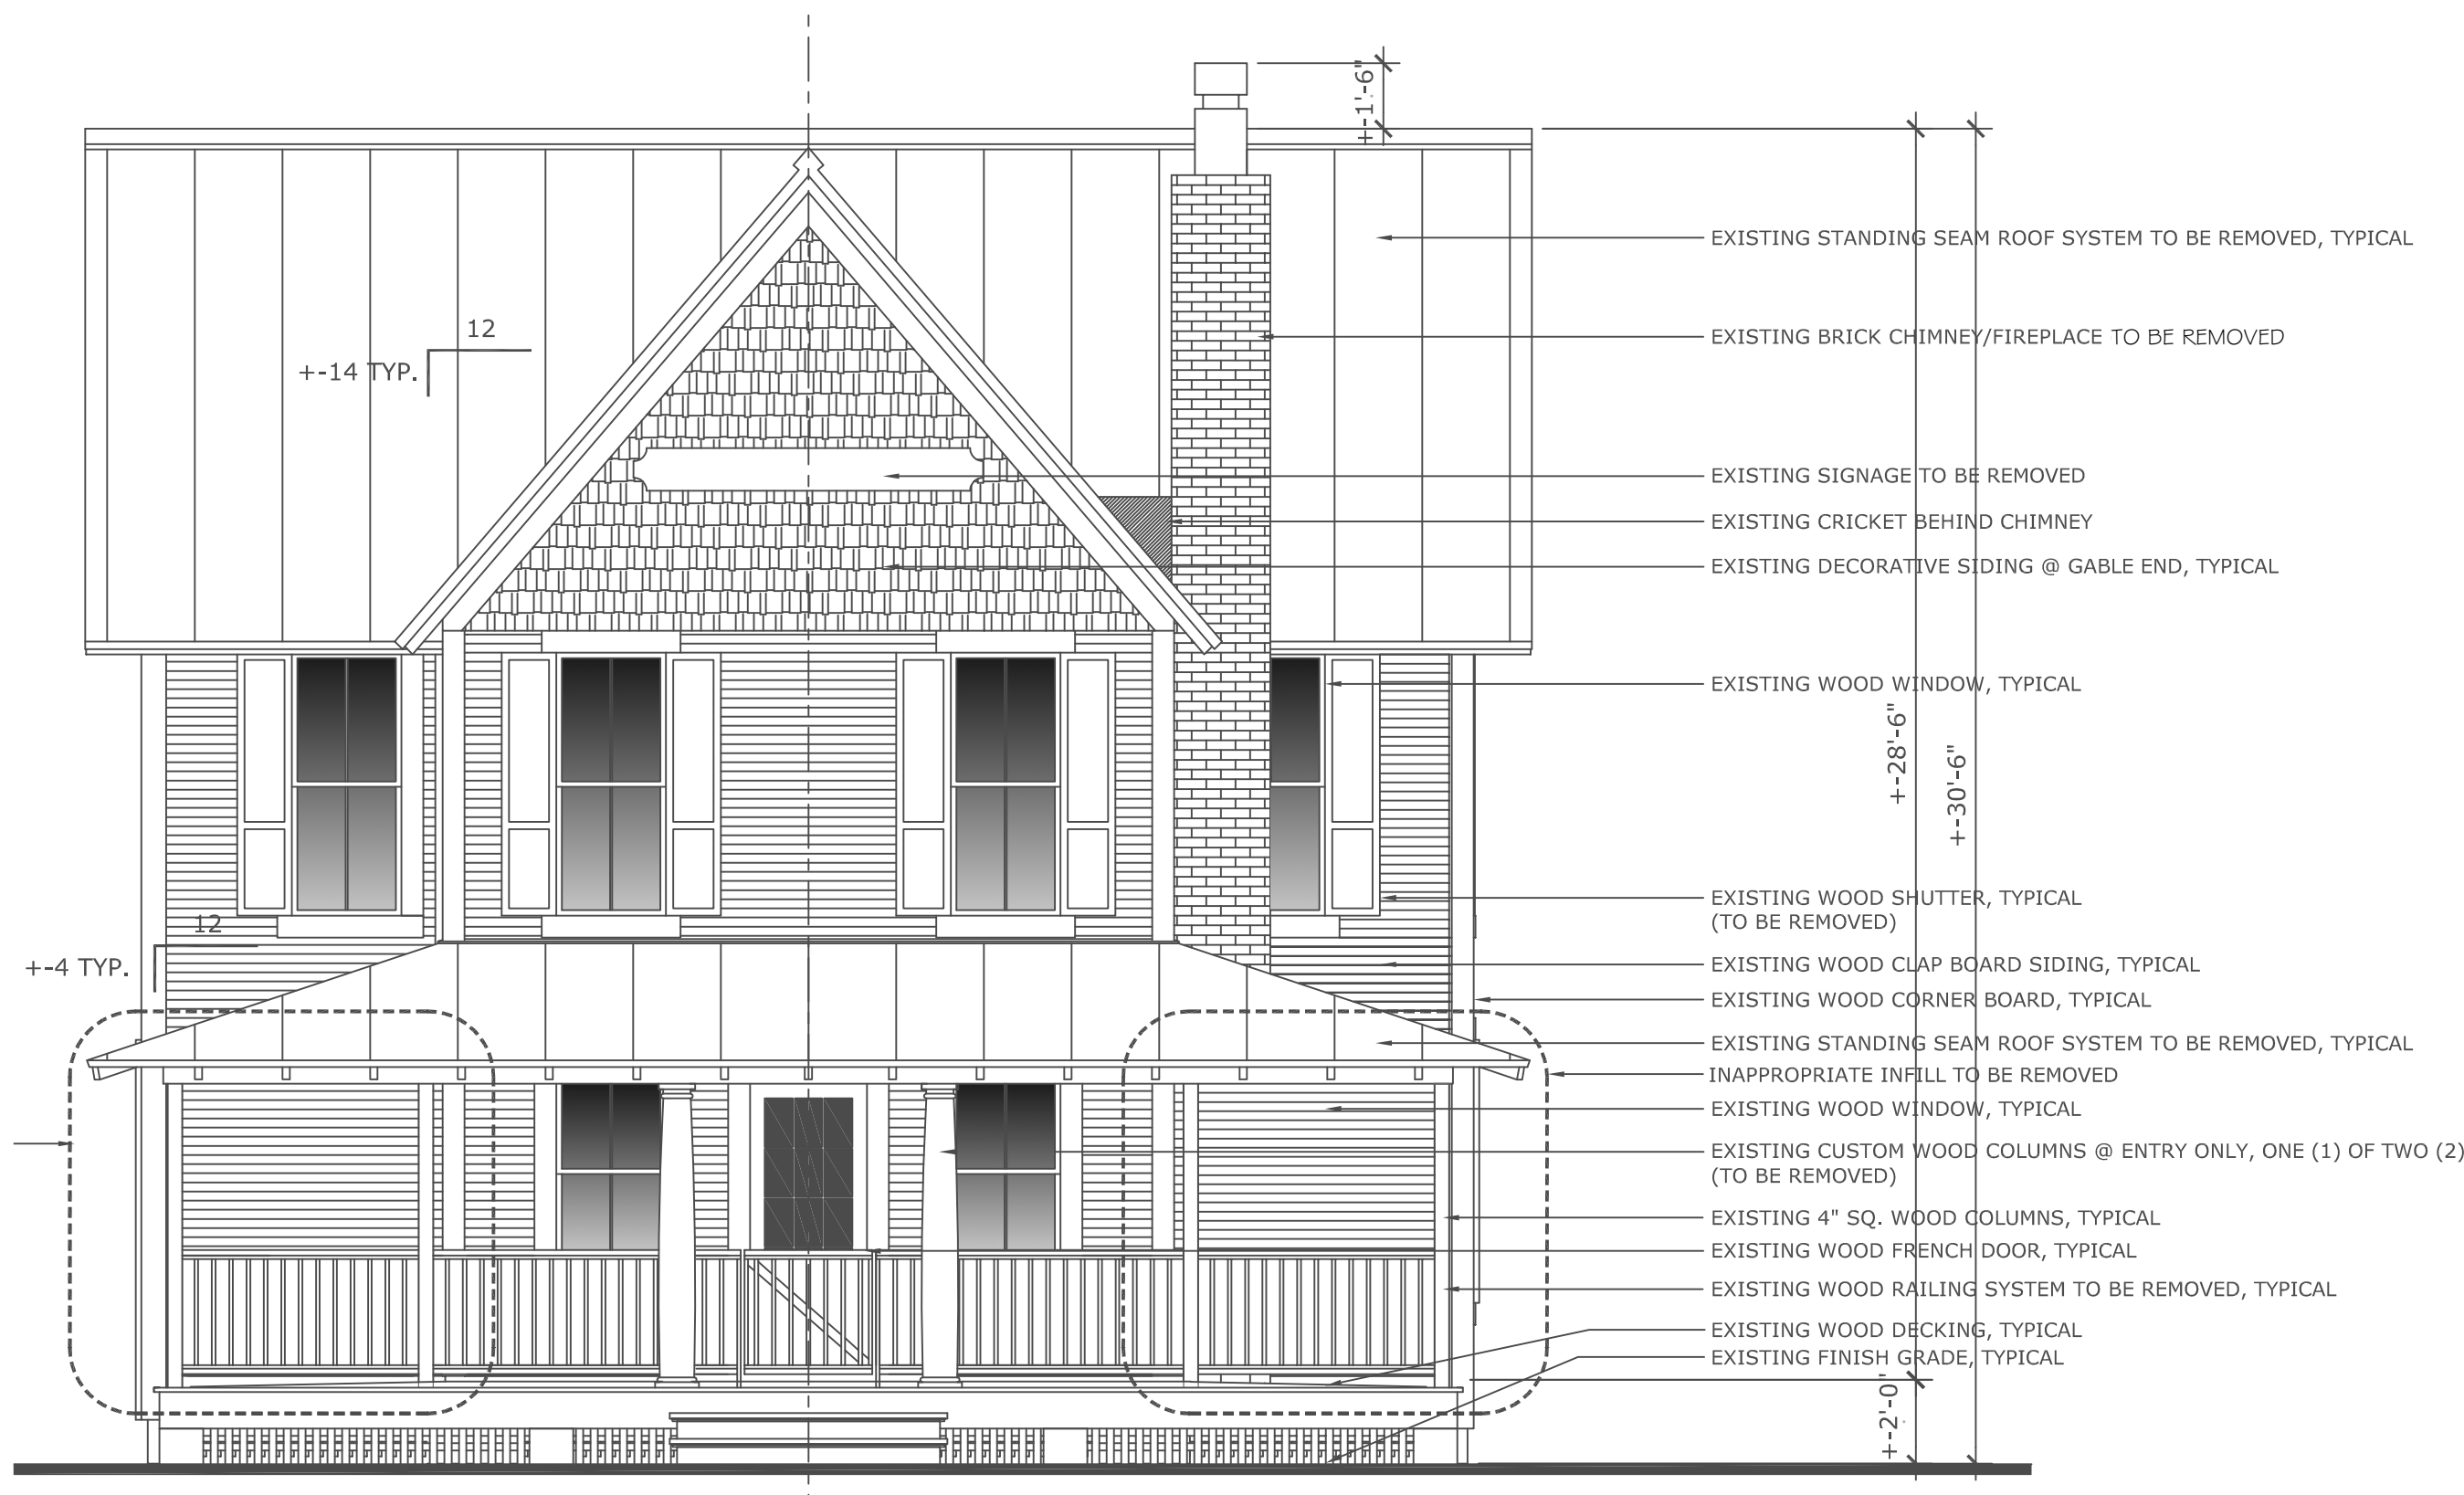 +-1'-6"
EXISTING STANDING SEAM ROOF SYSTEM TO BE REMOVED, TYPICAL
12
+-14 TYP.
EXISTING BRICK CHIMNEY/FIREPLACE TO BE REMOVED
EXISTING SIGNAGE TO BE REMOVED
EXISTING CRICKET BEHIND CHIMNEY
EXISTING DECORATIVE SIDING @ GABLE END, TYPICAL
EXISTING WOOD WINDOW, TYPICAL
+-28'-6"
+-30'-6"
EXISTING WOOD SHUTTER, TYPICAL
(TO BE REMOVED)
12
+-4 TYP.
EXISTING WOOD CLAP BOARD SIDING, TYPICAL
EXISTING WOOD CORNER BOARD, TYPICAL
EXISTING STANDING SEAM ROOF SYSTEM TO BE REMOVED, TYPICAL
INAPPROPRIATE INFILL TO BE REMOVED
EXISTING WOOD WINDOW, TYPICAL
EXISTING CUSTOM WOOD COLUMNS @ ENTRY ONLY, ONE (1) OF TWO (2)
(TO BE REMOVED)
EXISTING 4" SQ. WOOD COLUMNS, TYPICAL
EXISTING WOOD FRENCH DOOR, TYPICAL
EXISTING WOOD RAILING SYSTEM TO BE REMOVED, TYPICAL
EXISTING WOOD DECKING, TYPICAL
EXISTING FINISH GRADE, TYPICAL
+-2'-0"